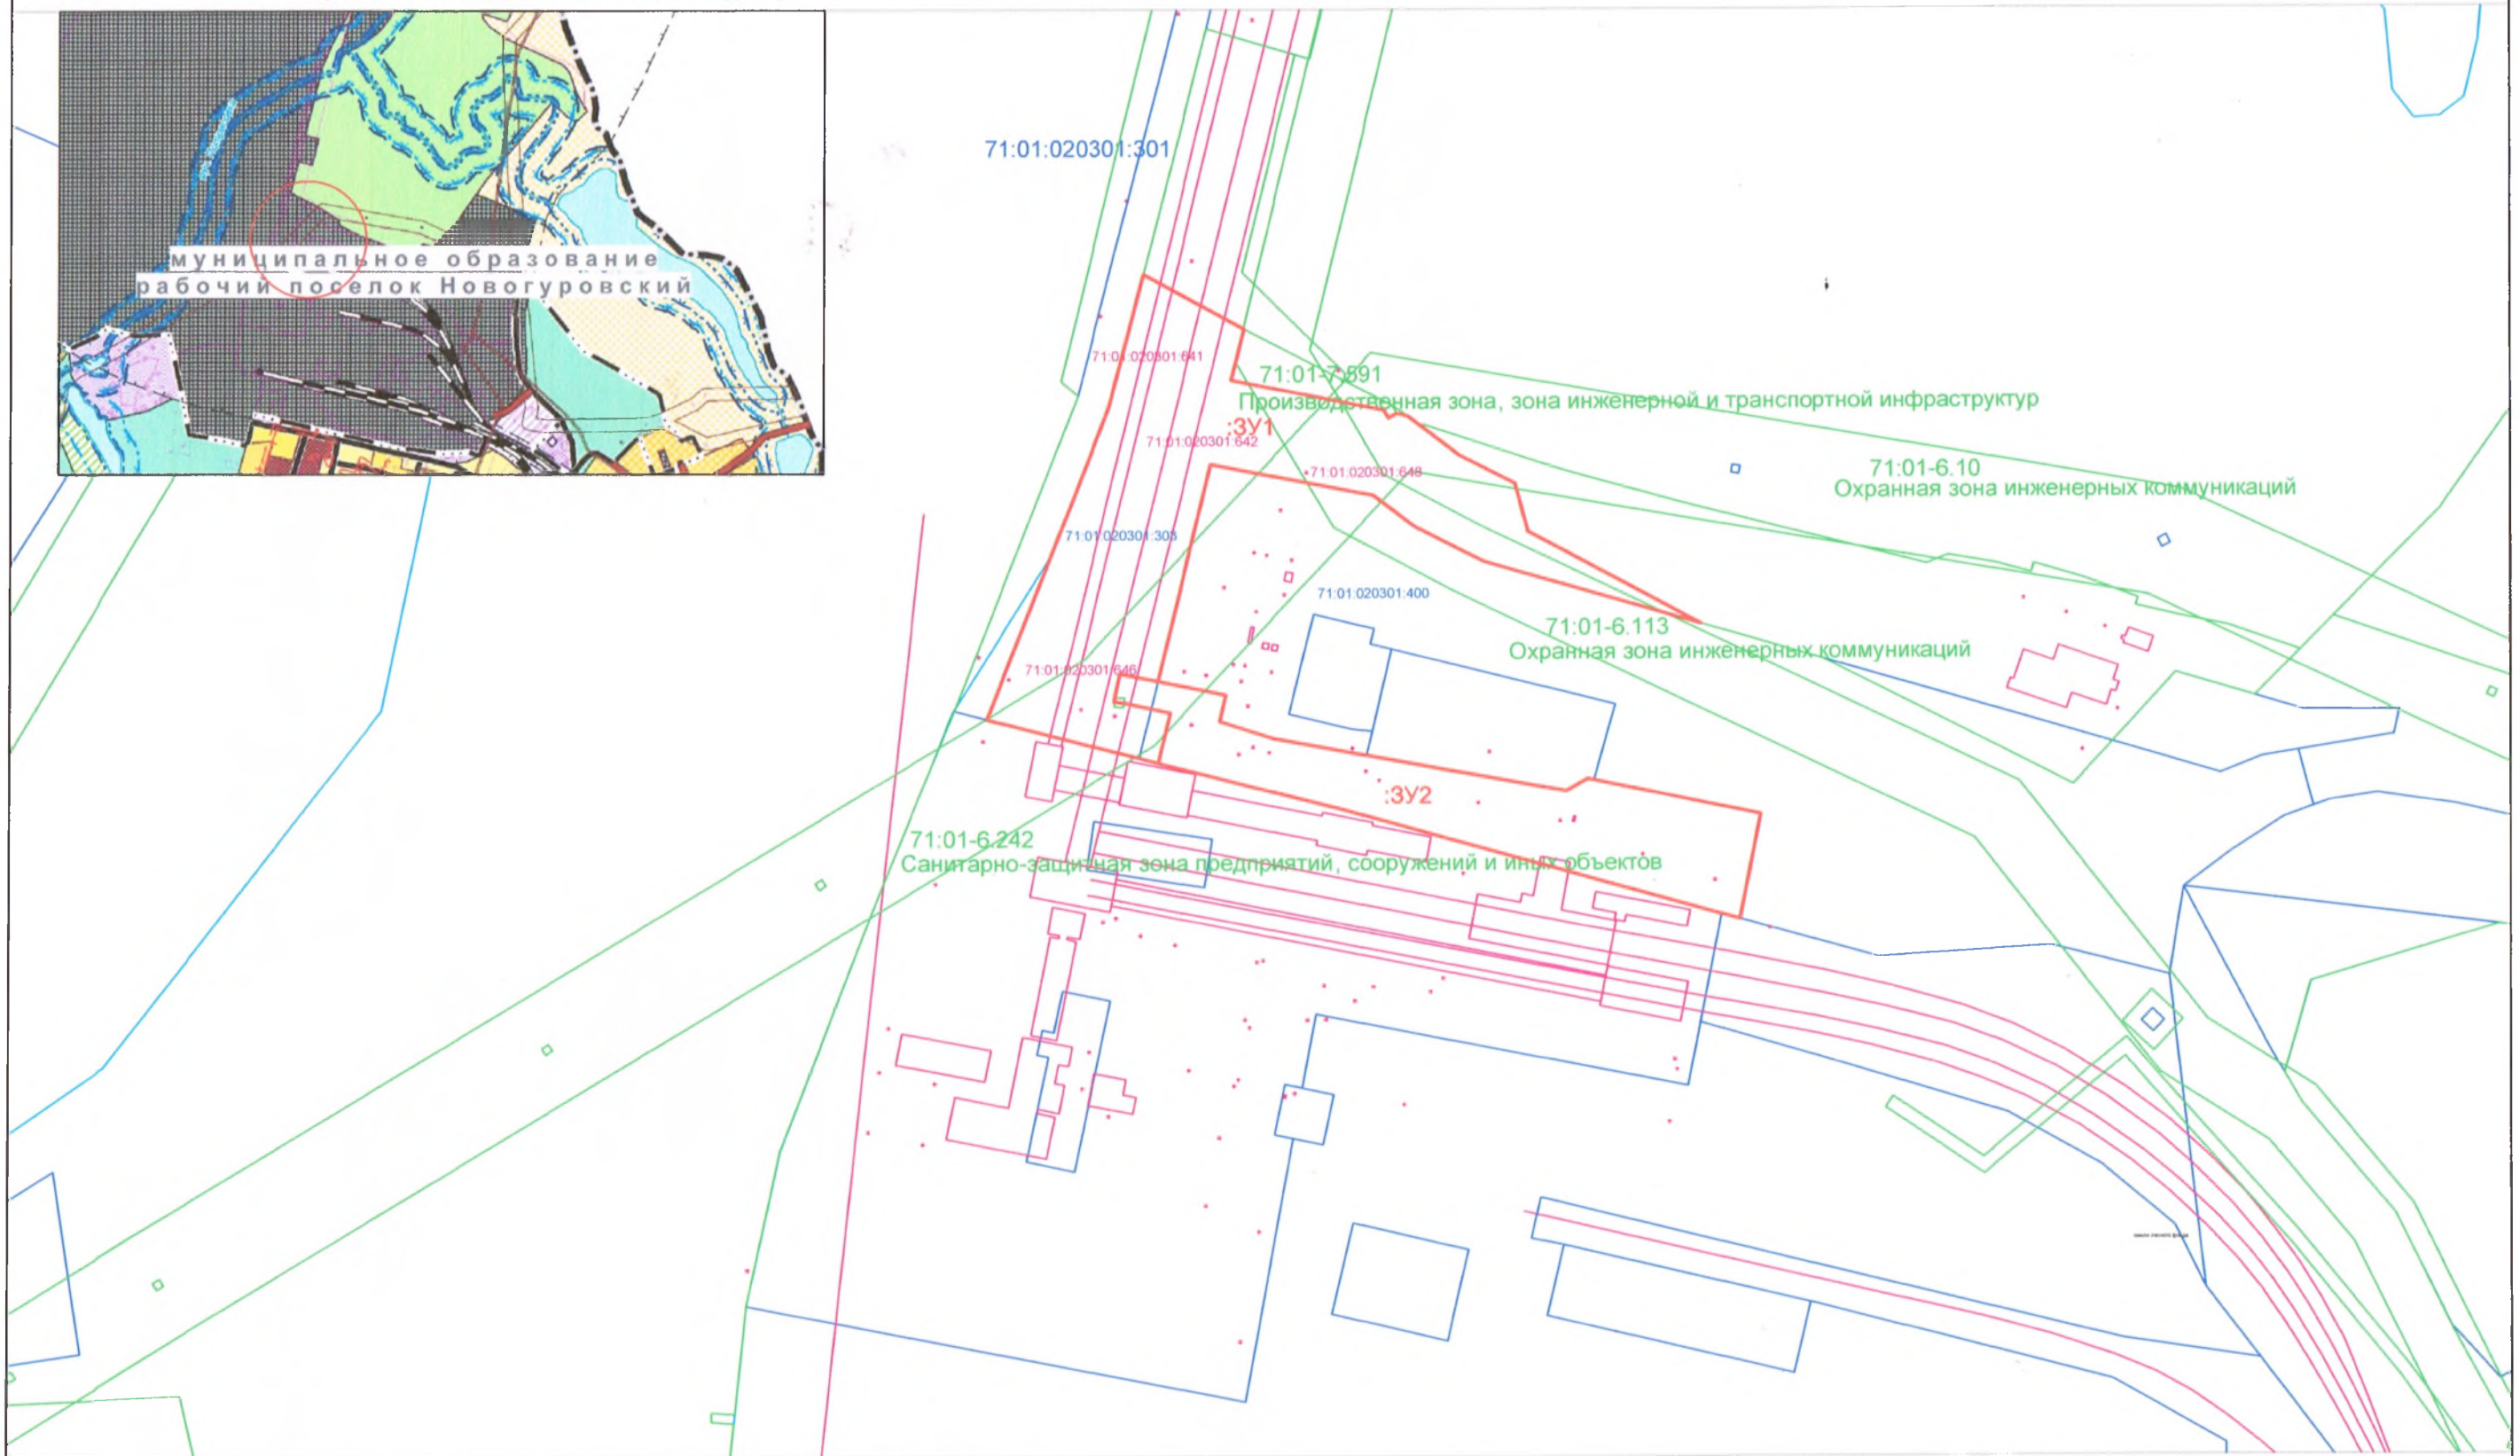 муниципальное образование
рабочий поселок Новогуровский
71:01:020301:301
71:01:020301:641
71:01-7.591
Производственная зона, зона инженерной и транспортной инфраструктур
:ЗУ1
71:01:020301:642
71:01:020301:648
71:01-6.10
Охранная зона инженерных коммуникаций
71:01:020301:303
71:01:020301:400
71:01-6.113
Охранная зона инженерных коммуникаций
71:01:020301:646
:ЗУ2
71:01-6.242
Санитарно-защитная зона предприятий, сооружений и иных объектов